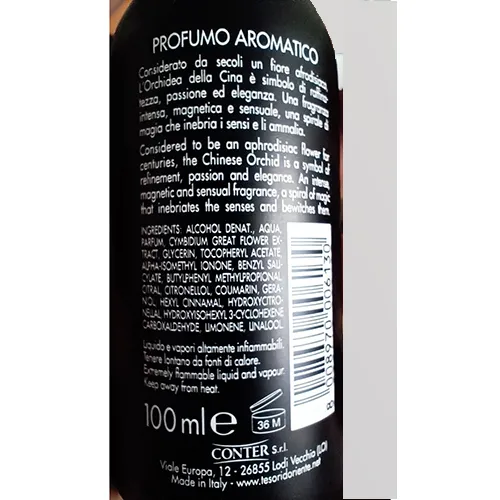 PROFUMO AROMATICO
Considerato da secoli un fiore afrodisiaco,
L'Orchidea della Cina è simbolo di raffina-
tezza, passione ed eleganza. Una fragranza
intensa, magnetica e sensuale, una spirale di
magia che inebria i sensi e li ammalia.
Considered to be an aphrodisiac flower for
centuries, the Chinese Orchid is a symbol of
refinement, passion and elegance. An intense,
magnetic and sensual fragrance, a spiral of magic
that inebriates the senses and bewitches them.
INGREDIENTS: ALCOHOL DENAT., AQUA,
PARFUM, CYMBIDIUM GREAT FLOWER EX-
TRACT, GLYCERIN, TOCOPHERYL ACETATE,
ALPHA-ISOMETHYL IONONE, BENZYL SALI-
CYLATE, BUTYLPHENYL METHYLPROPIONAL,
CITRAL, CITRONELLOL, COUMARIN, GERA-
NIOL, HEXYL CINNAMAL, HYDROXYCITRO-
NELLAL, HYDROXYISOHEXYL 3-CYCLOHEXENE
CARBOXALDEHYDE, LIMONENE, LINALOOL.
Liquido e vapori altamente infiammabili.
Tenere lontano da fonti di calore.
Extremely flammable liquid and vapour.
Keep away from heat.
8 008970 006130
100 ml e
36 M
CONTER s.r.l.
Viale Europa, 12 - 26855 Lodi Vecchio (LO)
Made in Italy - www.tesoridoriente.net